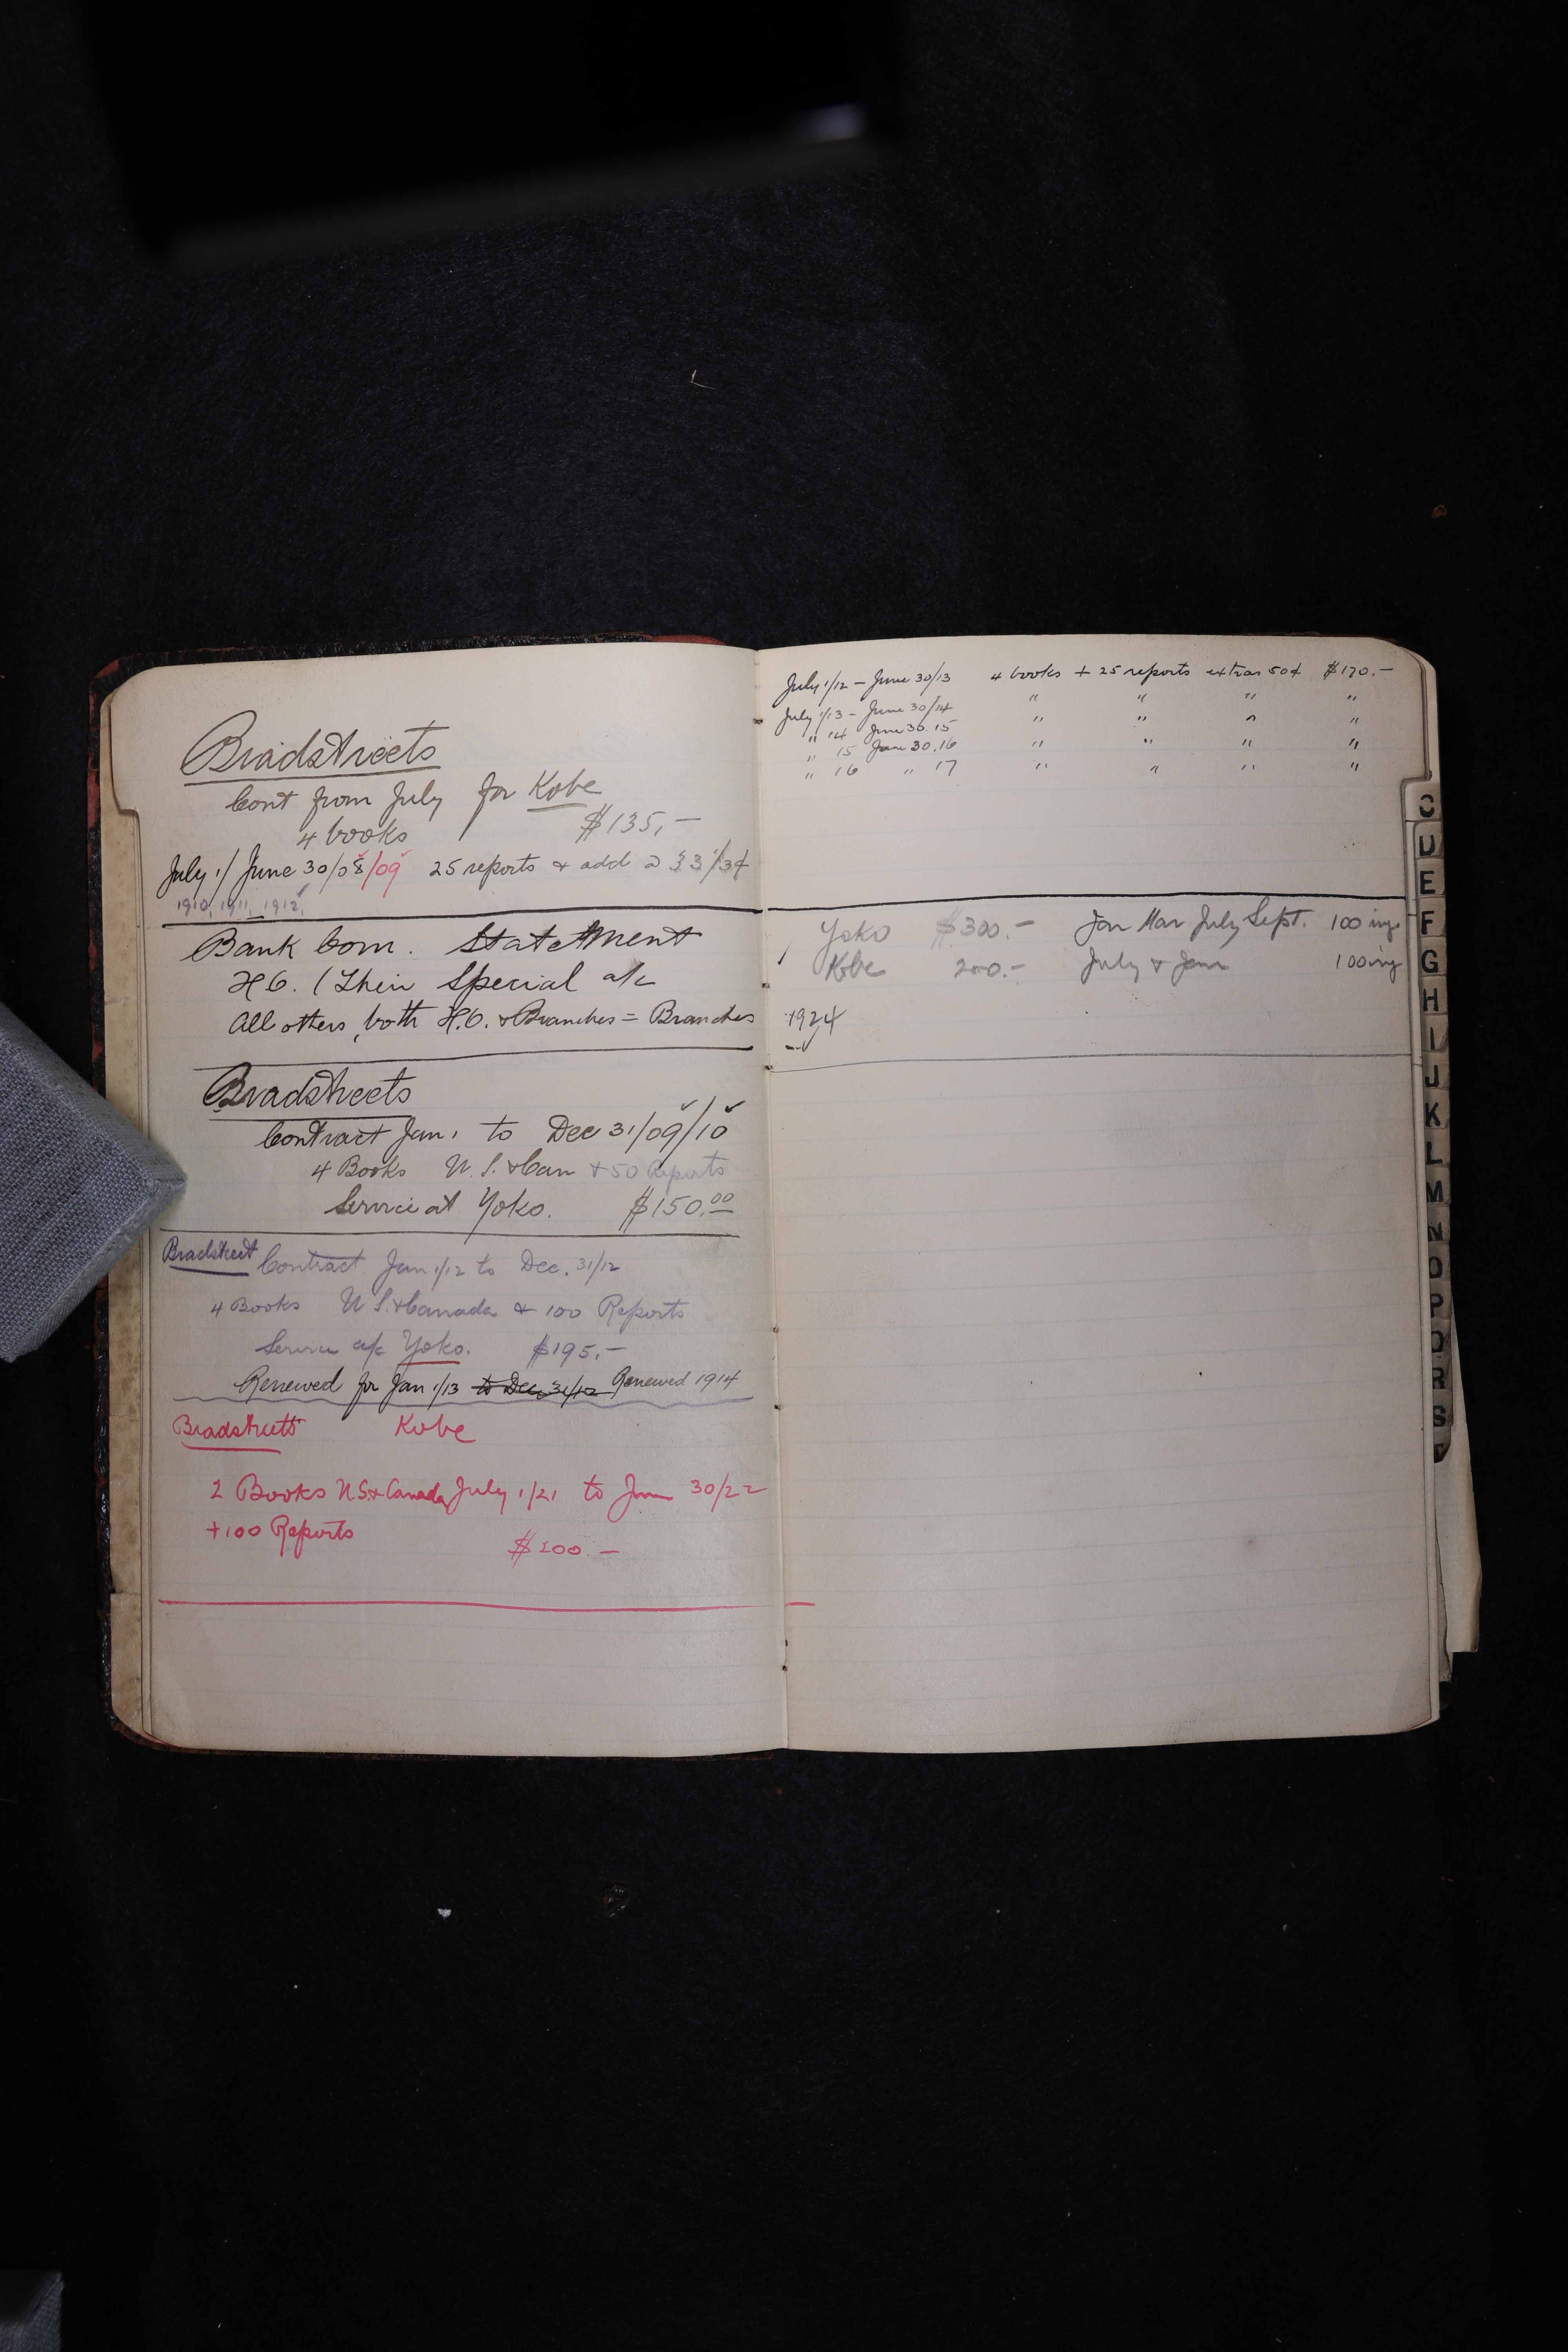 Bradstreets
Cont from July for Kobe
4 books $135,–
July 1/ June 30/08/09 25 reports & add @ 33 1/3¢
1910, 1911, 1912,
Bank Com. Statement
H.O. (Their Special a/c
All others, both H.O. & Branches = Branches
Bradstreets
Contract Jan 1 to Dec 31/09/10
4 Books U.S. & Can + 50 Reports
Service at Yoko. $150.00
Bradstreet Contract Jan 1/12 to Dec. 31/12
4 Books U.S. & Canada & 100 Reports
Service a/c Yoko. $195.–
Renewed for Jan 1/13 to Dec 31/12 Renewed 1914
Bradstreets Kobe
2 Books U.S. & Canada July 1/21 to June 30/22
+ 100 Reports
$200 –
July 1/12 – June 30/13 4 books + 25 reports extras 50¢ $170.–
July 1/13 – June 30/14 " " " "
" 14 June 30.15 " " " "
" 15 June 30.16 " " " "
" 16 " 17 " " " "
Yoko $300.– Jan Mar July Sept. 100 inq
Kobe 200.– July & Jan 100 inq
1924
C
D
E
F
G
H
I
J
K
L
M
N
O
P
Q
R
S
T